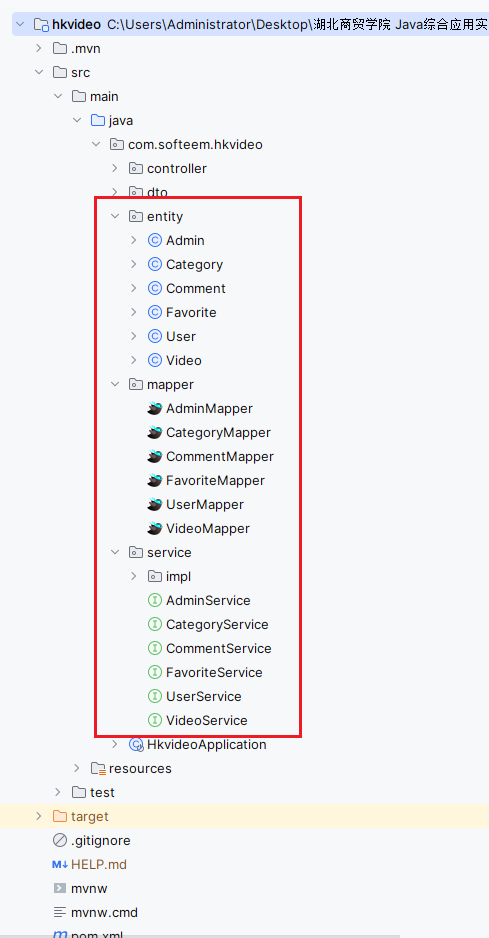 hkvideo C:\Users\Administrator\Desktop\湖北商贸学院 Java综合应用实
.mvn
src
main
java
com.softeem.hkvideo
controller
dto
entity
C Admin
C Category
C Comment
C Favorite
C User
C Video
mapper
AdminMapper
CategoryMapper
CommentMapper
FavoriteMapper
UserMapper
VideoMapper
service
impl
I AdminService
I CategoryService
I CommentService
I FavoriteService
I UserService
I VideoService
C HkvideoApplication
resources
test
target
.gitignore
M↓ HELP.md
mvnw
mvnw.cmd
m pom.xml